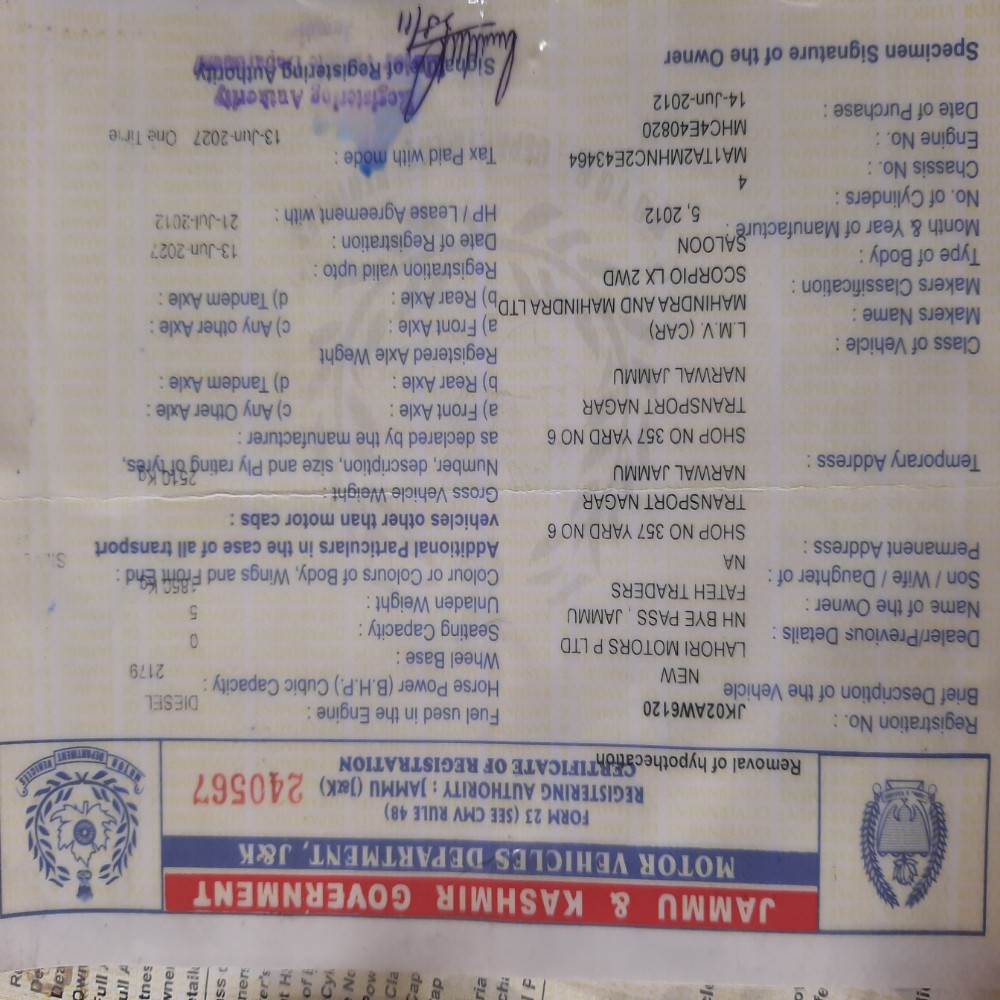 JAMMU & KASHMIR GOVERNMENT
MOTOR VEHICLES DEPARTMENT, J&K
FORM 23 (SEE CMV RULE 48)
REGISTERING AUTHORITY : JAMMU (J&K) 240567
CERTIFICATE OF REGISTRATION
Removal of hypothecation
MOTOR VEHICLES DEPARTMENT
Registration No. : JK02AW6120
Brief Description of the Vehicle NEW
Dealer/Previous Details : LAHORI MOTORS P LTD
NH BYE PASS , JAMMU
Name of the Owner : FATEH TRADERS
Son / Wife / Daughter of : NA
Permanent Address : SHOP NO 357 YARD NO 6
TRANSPORT NAGAR
NARWAL JAMMU
Temporary Address : SHOP NO 357 YARD NO 6
TRANSPORT NAGAR
NARWAL JAMMU
Class of Vehicle : L.M.V. (CAR)
Makers Name : MAHINDRA AND MAHINDRA LTD
Makers Classification : SCORPIO LX 2WD
Type of Body : SALOON
Month & Year of Manufacture : 5, 2012
No. of Cylinders : 4
Chassis No. : MA1TA2MHNC2E43464
Engine No. : MHC4E40820
Date of Purchase : 14-Jun-2012
Specimen Signature of the Owner
Fuel used in the Engine : DIESEL
Horse Power (B.H.P.) Cubic Capacity : 2179
Wheel Base : 0
Seating Capacity : 5
Unladen Weight : 1850 Kg
Colour or Colours of Body, Wings and Front End :
Additional Particulars in the case of all transport
vehicles other than motor cabs :
Gross Vehicle Weight : 2510 Kg
Number, description, size and Ply rating of tyres,
as declared by the manufacturer :
a) Front Axle : c) Any Other Axle :
b) Rear Axle : d) Tandem Axle :
Registered Axle Weght
a) Front Axle : c) Any other Axle :
b) Rear Axle : d) Tandem Axle :
Registration valid upto : 13-Jun-2027
Date of Registration : 21-Jul-2012
HP / Lease Agreement with :
Tax Paid with mode : 13-Jun-2027 One Time
Registering Authority
Signature of Registering Authority